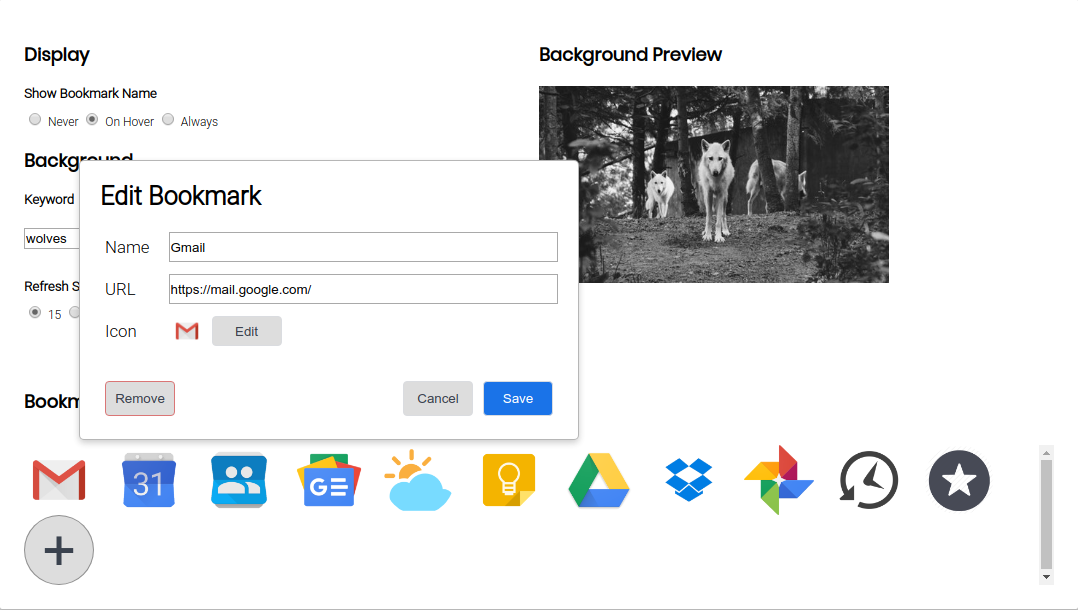 Display
Background Preview
Show Bookmark Name
Never On Hover Always
Background
Keyword
wolves
Refresh S
15
Edit Bookmark
Name Gmail
URL https://mail.google.com/
Icon Edit
Remove Cancel Save
Bookm
31
G
+